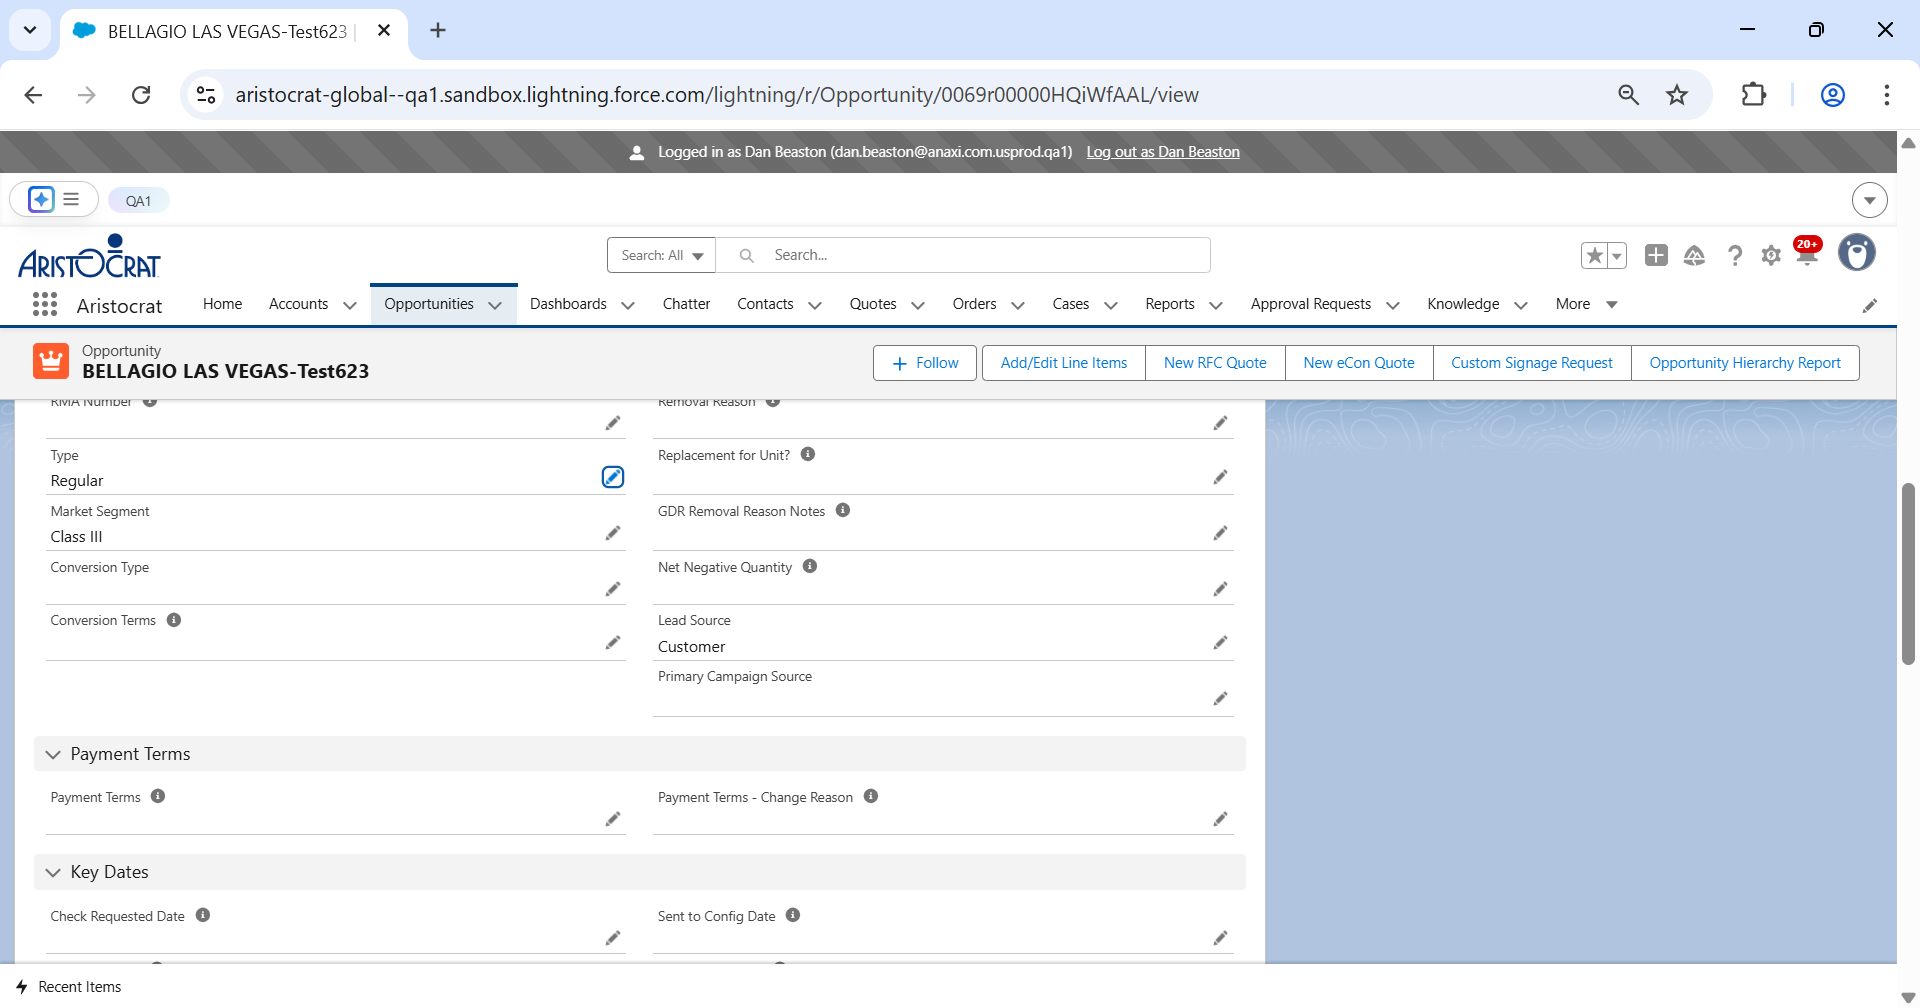 BELLAGIO LAS VEGAS-Test623
aristocrat-global--qa1.sandbox.lightning.force.com/lightning/r/Opportunity/0069r00000HQiWfAAL/view
Logged in as Dan Beaston (dan.beaston@anaxi.com.usprod.qa1) Log out as Dan Beaston
QA1
ARISTOCRAT
Search: All Search...
20+
Aristocrat Home Accounts Opportunities Dashboards Chatter Contacts Quotes Orders Cases Reports Approval Requests Knowledge More
Opportunity
BELLAGIO LAS VEGAS-Test623
Follow Add/Edit Line Items New RFC Quote New eCon Quote Custom Signage Request Opportunity Hierarchy Report
RMA Number Removal Reason
Type Replacement for Unit?
Regular
Market Segment GDR Removal Reason Notes
Class III
Conversion Type Net Negative Quantity
Conversion Terms Lead Source
Customer
Primary Campaign Source
Payment Terms
Payment Terms Payment Terms - Change Reason
Key Dates
Check Requested Date Sent to Config Date
Recent Items